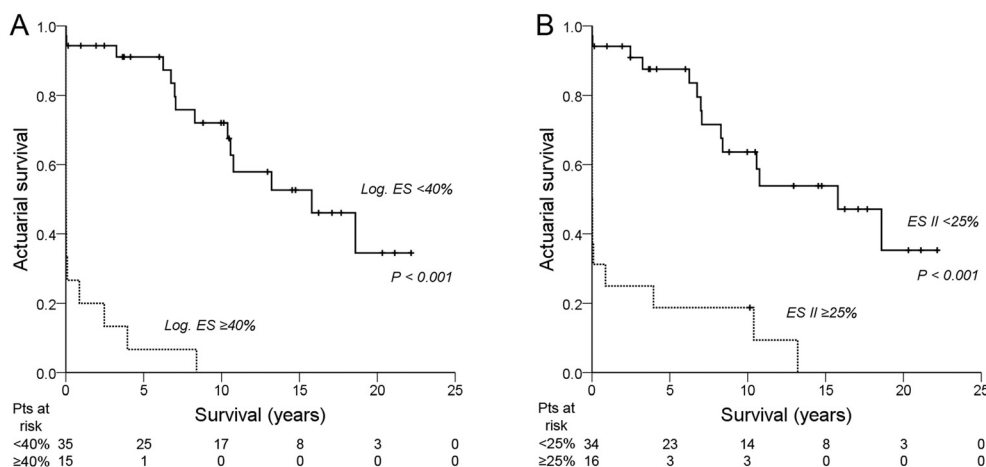 A
Actuarial survival
1.0
0.8
0.6
0.4
0.2
0.0
Log. ES <40%
P < 0.001
Log. ES ≥40%
0 5 10 15 20 25
Survival (years)
Pts at
risk
<40% 35 25 17 8 3 0
≥40% 15 1 0 0 0 0
B
Actuarial survival
1.0
0.8
0.6
0.4
0.2
0.0
ES II <25%
P < 0.001
ES II ≥25%
0 5 10 15 20 25
Survival (years)
Pts at
risk
<25% 34 23 14 8 3 0
≥25% 16 3 3 0 0 0